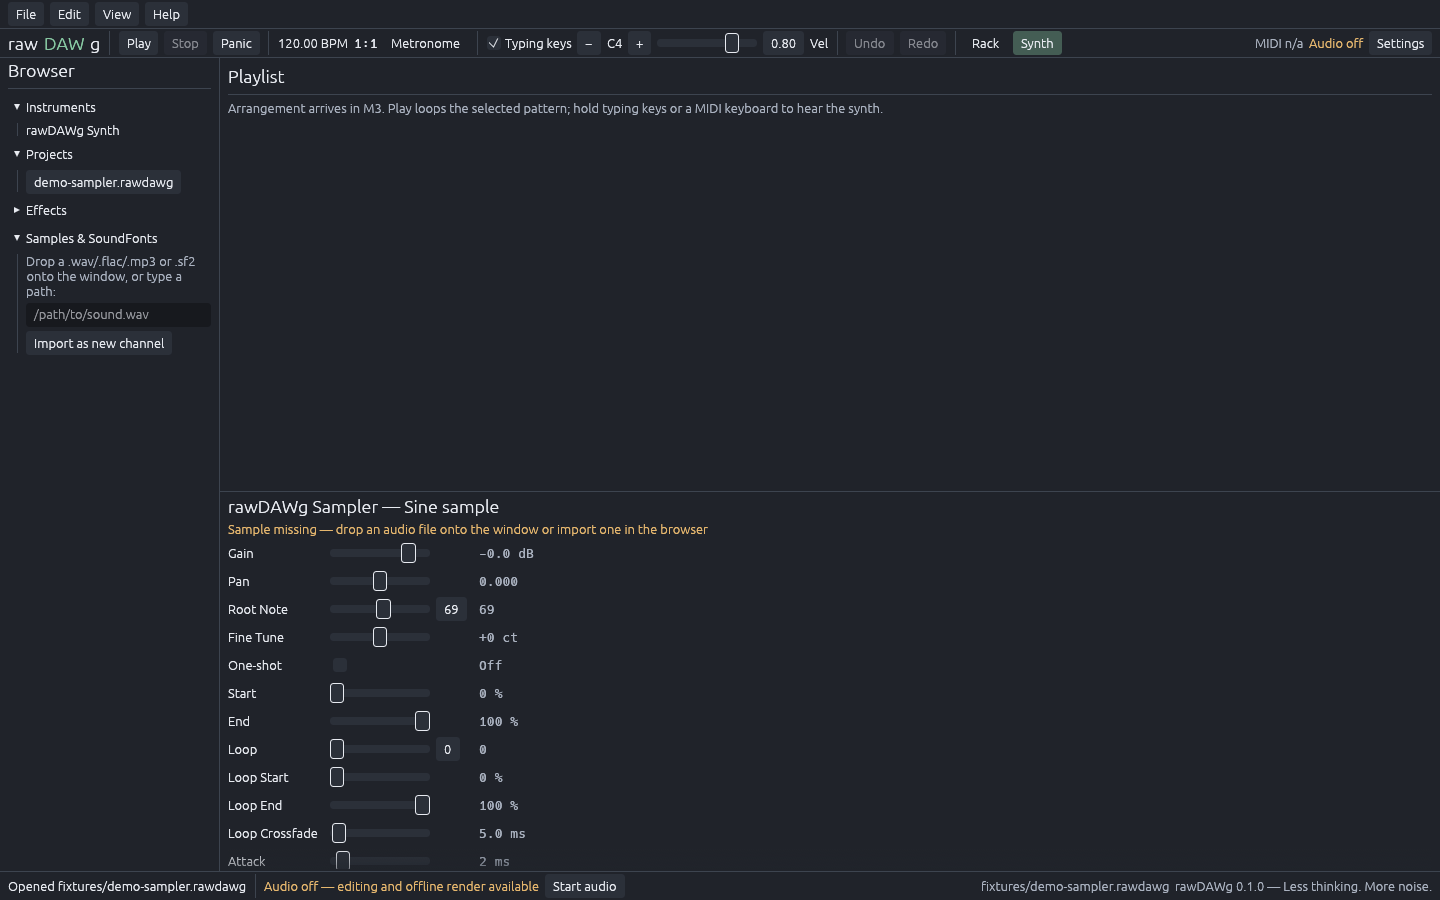 File Edit View Help
raw DAW g Play Stop Panic 120.00 BPM 1:1 Metronome Typing keys – C4 + 0.80 Vel Undo Redo Rack Synth MIDI n/a Audio off Settings
Browser
Instruments
rawDAWg Synth
Projects
demo-sampler.rawdawg
Effects
Samples & SoundFonts
Drop a .wav/.flac/.mp3 or .sf2
onto the window, or type a
path:
/path/to/sound.wav
Import as new channel
Playlist
Arrangement arrives in M3. Play loops the selected pattern; hold typing keys or a MIDI keyboard to hear the synth.
rawDAWg Sampler — Sine sample
Sample missing — drop an audio file onto the window or import one in the browser
Gain −0.0 dB
Pan 0.000
Root Note 69 69
Fine Tune +0 ct
One-shot Off
Start 0 %
End 100 %
Loop 0 0
Loop Start 0 %
Loop End 100 %
Loop Crossfade 5.0 ms
Attack 2 ms
Opened fixtures/demo-sampler.rawdawg Audio off — editing and offline render available Start audio fixtures/demo-sampler.rawdawg rawDAWg 0.1.0 — Less thinking. More noise.